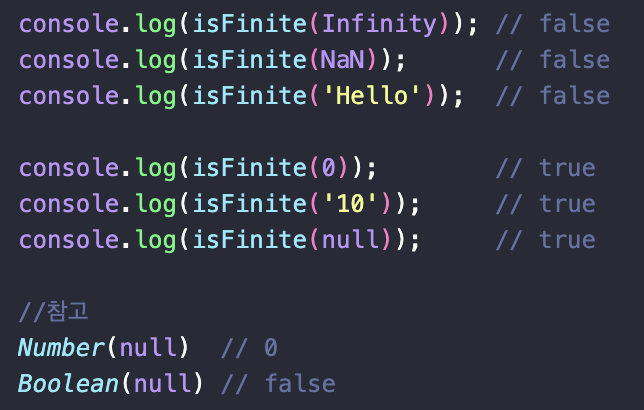 console.log(isFinite(Infinity)); // false
console.log(isFinite(NaN));      // false
console.log(isFinite('Hello'));  // false
console.log(isFinite(0));        // true
console.log(isFinite('10'));     // true
console.log(isFinite(null));     // true
//참고
Number(null)  // 0
Boolean(null) // false